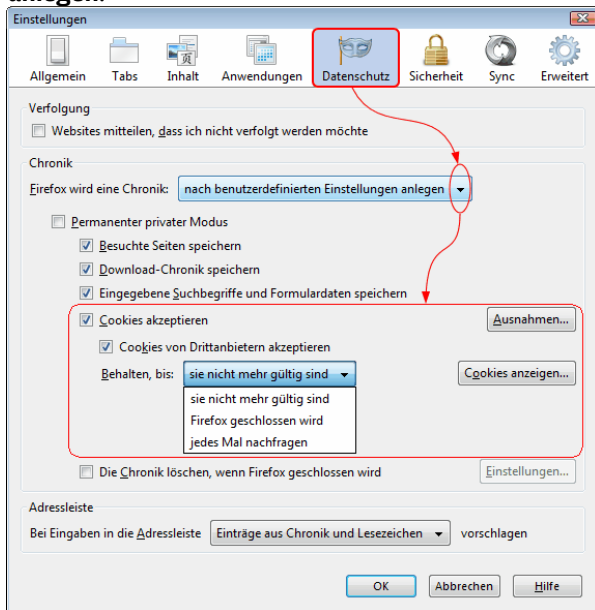 anlegen.
Einstellungen
Allgemein Tabs Inhalt Anwendungen Datenschutz Sicherheit Sync Erweitert
Verfolgung
Websites mitteilen, dass ich nicht verfolgt werden möchte
Chronik
Firefox wird eine Chronik: nach benutzerdefinierten Einstellungen anlegen
Permanenter privater Modus
Besuchte Seiten speichern
Download-Chronik speichern
Eingegebene Suchbegriffe und Formulardaten speichern
Cookies akzeptieren Ausnahmen...
Cookies von Drittanbietern akzeptieren
Behalten, bis: sie nicht mehr gültig sind Cookies anzeigen...
sie nicht mehr gültig sind
Firefox geschlossen wird
jedes Mal nachfragen
Die Chronik löschen, wenn Firefox geschlossen wird Einstellungen...
Adressleiste
Bei Eingaben in die Adressleiste Einträge aus Chronik und Lesezeichen vorschlagen
OK Abbrechen Hilfe